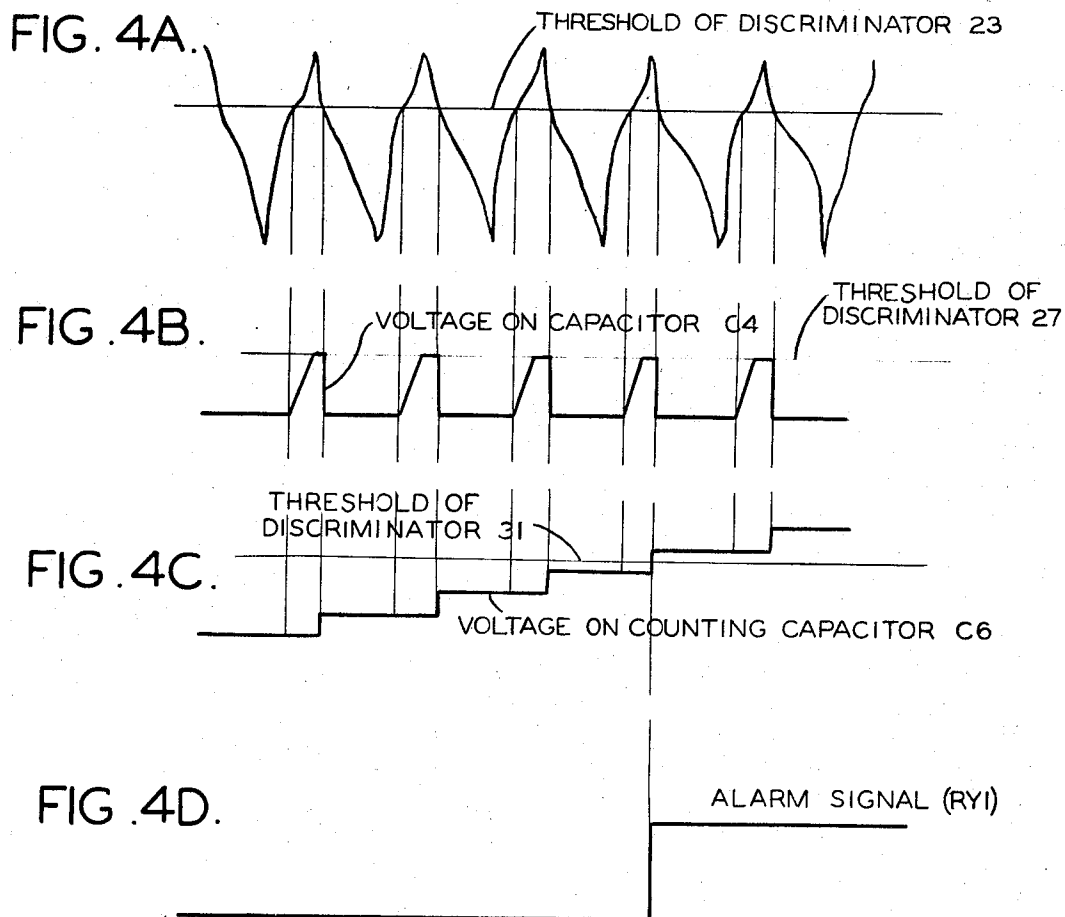 FIG. 4A.
THRESHOLD OF DISCRIMINATOR 23
FIG.4B.
VOLTAGE ON CAPACITOR C4
THRESHOLD OF
DISCRIMINATOR 27
FIG.4C.
THRESHOLD OF
DISCRIMINATOR 31
VOLTAGE ON COUNTING CAPACITOR C6
FIG.4D.
ALARM SIGNAL (RY1)